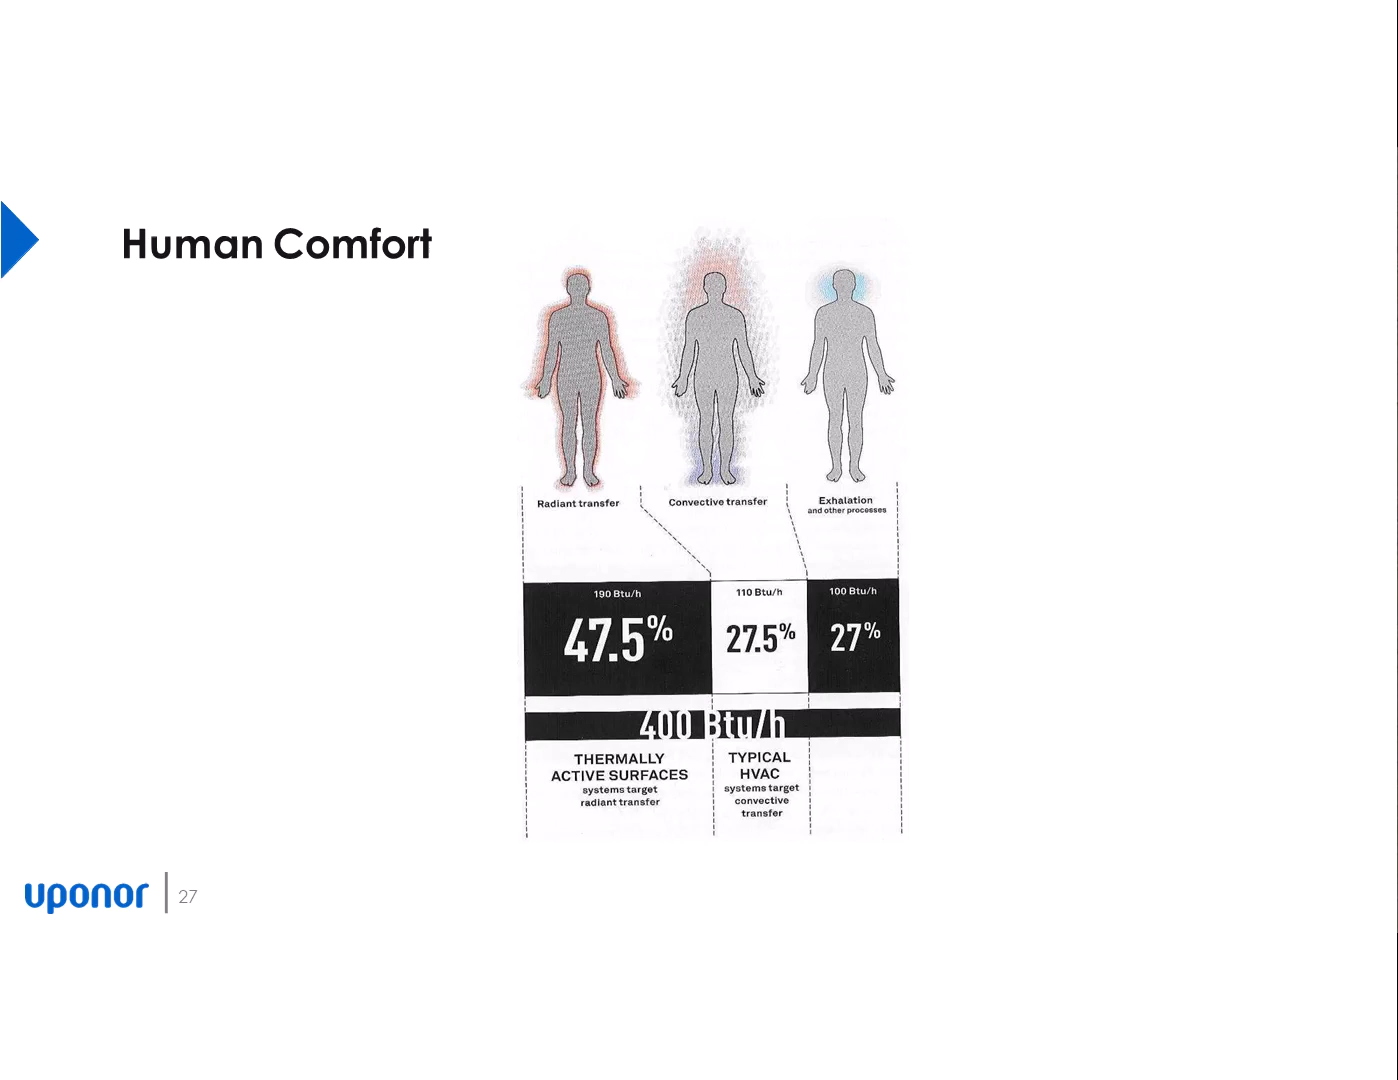 Human Comfort
Radiant transfer
Convective transfer
Exhalation
and other processes
190 Btu/h
47.5%
110 Btu/h
27.5%
100 Btu/h
27%
400 Btu/h
THERMALLY
ACTIVE SURFACES
systems target
radiant transfer
TYPICAL
HVAC
systems target
convective
transfer
uponor
27